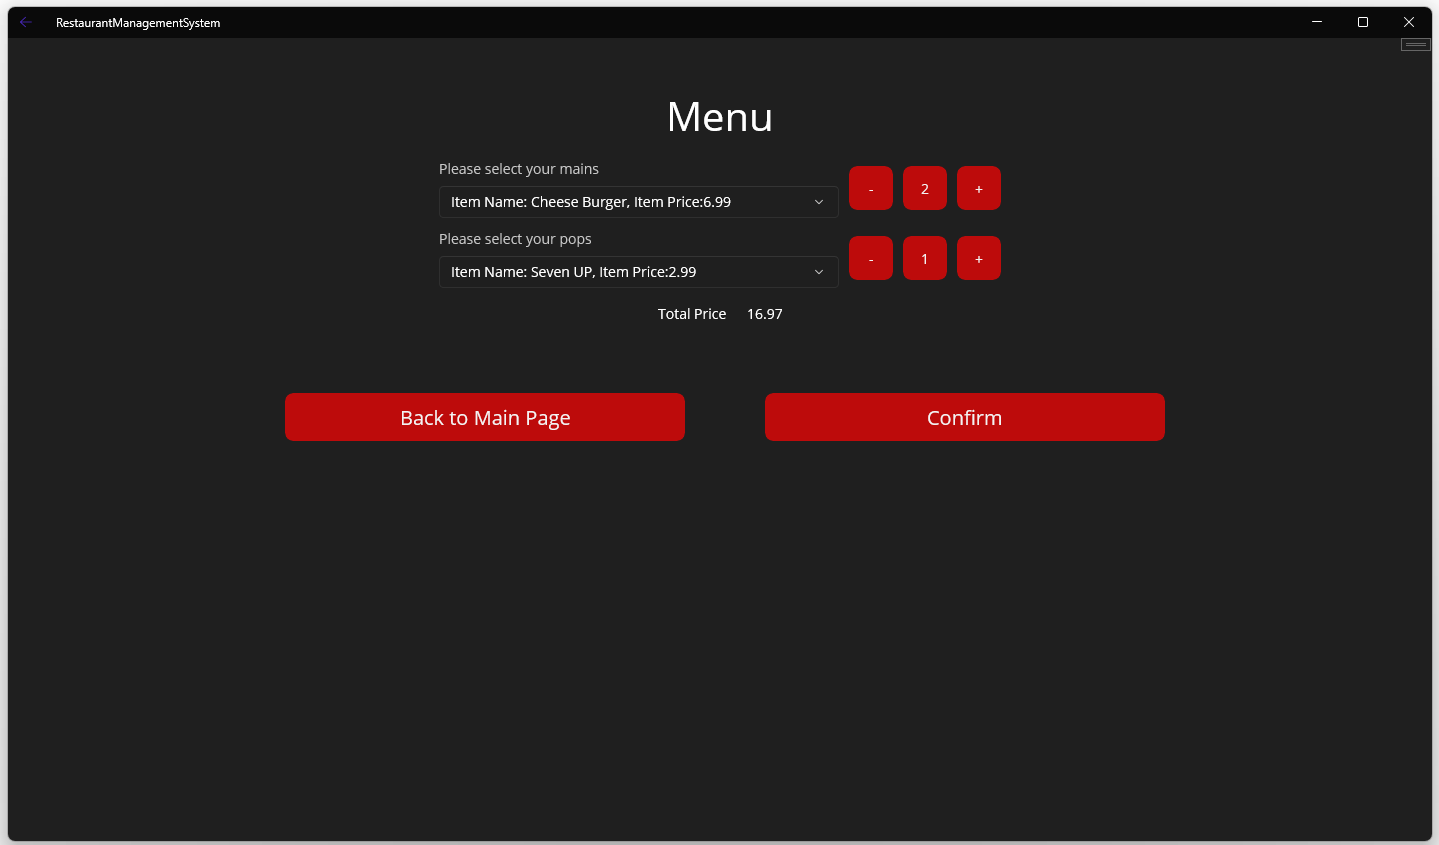 RestaurantManagementSystem
Menu
Please select your mains
Item Name: Cheese Burger, Item Price:6.99
- 2 +
Please select your pops
Item Name: Seven UP, Item Price:2.99
- 1 +
Total Price 16.97
Back to Main Page
Confirm